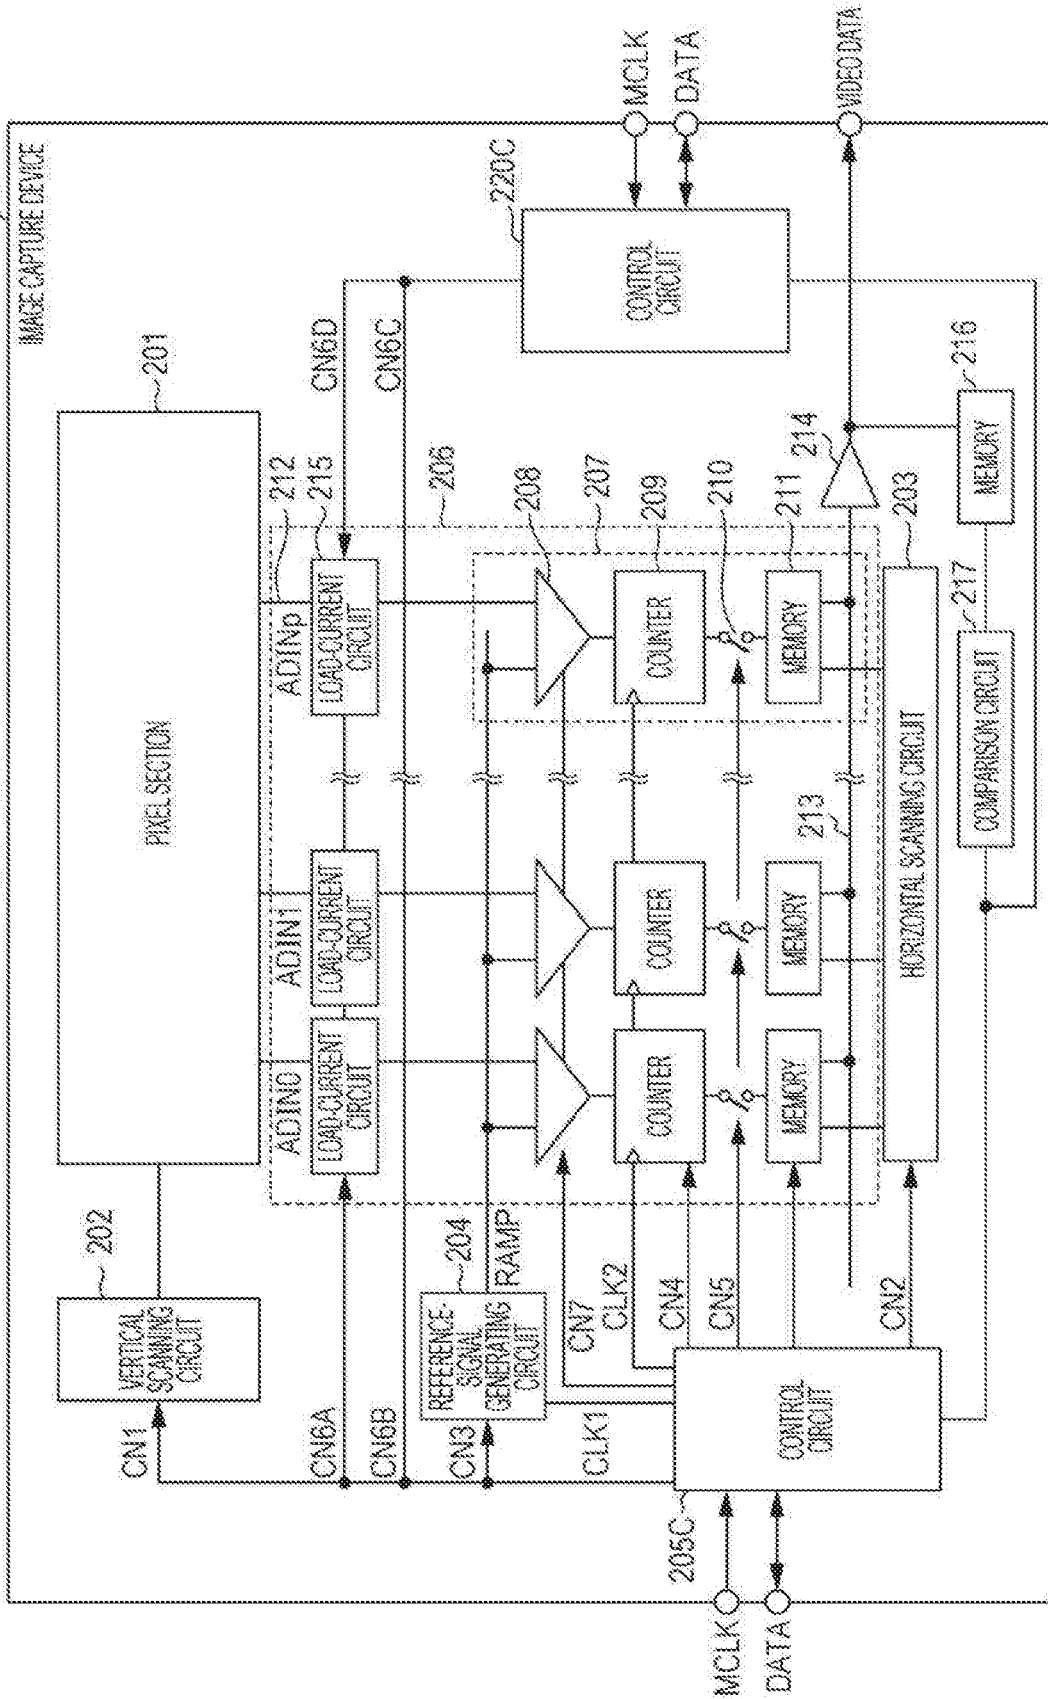 IMAGE CAPTURE DEVICE
202
VERTICAL
SCANNING
CIRCUIT
CN1
PIXEL SECTION
201
ADIN0
ADIN1
ADINp
212
CN6A
LOAD-CURRENT
CIRCUIT
LOAD-CURRENT
CIRCUIT
LOAD-CURRENT
CIRCUIT
215
CN6D
CN6B
CN6C
206
CN3
REFERENCE-
SIGNAL
GENERATING
CIRCUIT
204
RAMP
208
207
220C
CONTROL
CIRCUIT
MCLK
DATA
CLK1
CN7
CLK2
COUNTER
COUNTER
COUNTER
209
CN4
CN5
210
205C
CONTROL
CIRCUIT
MCLK
DATA
MEMORY
MEMORY
MEMORY
211
213
214
VIDEO DATA
CN2
HORIZONTAL SCANNING CIRCUIT
203
COMPARISON CIRCUIT
217
MEMORY
216